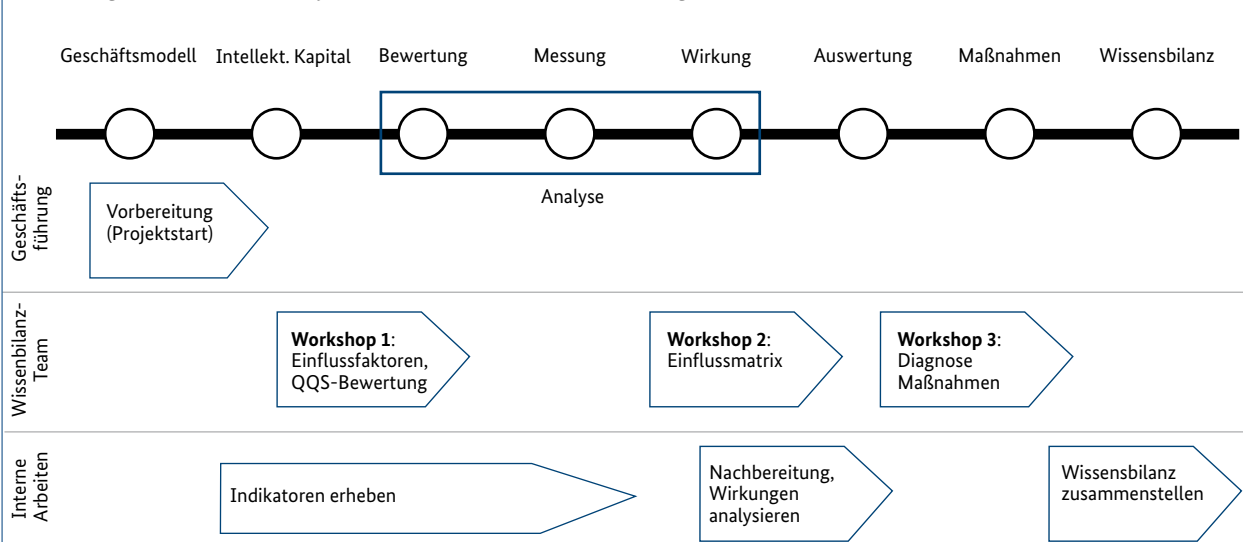 Geschäftsmodell
Intellekt. Kapital
Bewertung
Messung
Wirkung
Auswertung
Maßnahmen
Wissensbilanz
Analyse
Geschäfts-
führung
Vorbereitung
(Projektstart)
Wissenbilanz-
Team
Workshop 1:
Einflussfaktoren,
QQS-Bewertung
Workshop 2:
Einflussmatrix
Workshop 3:
Diagnose
Maßnahmen
Interne
Arbeiten
Indikatoren erheben
Nachbereitung,
Wirkungen
analysieren
Wissensbilanz
zusammenstellen